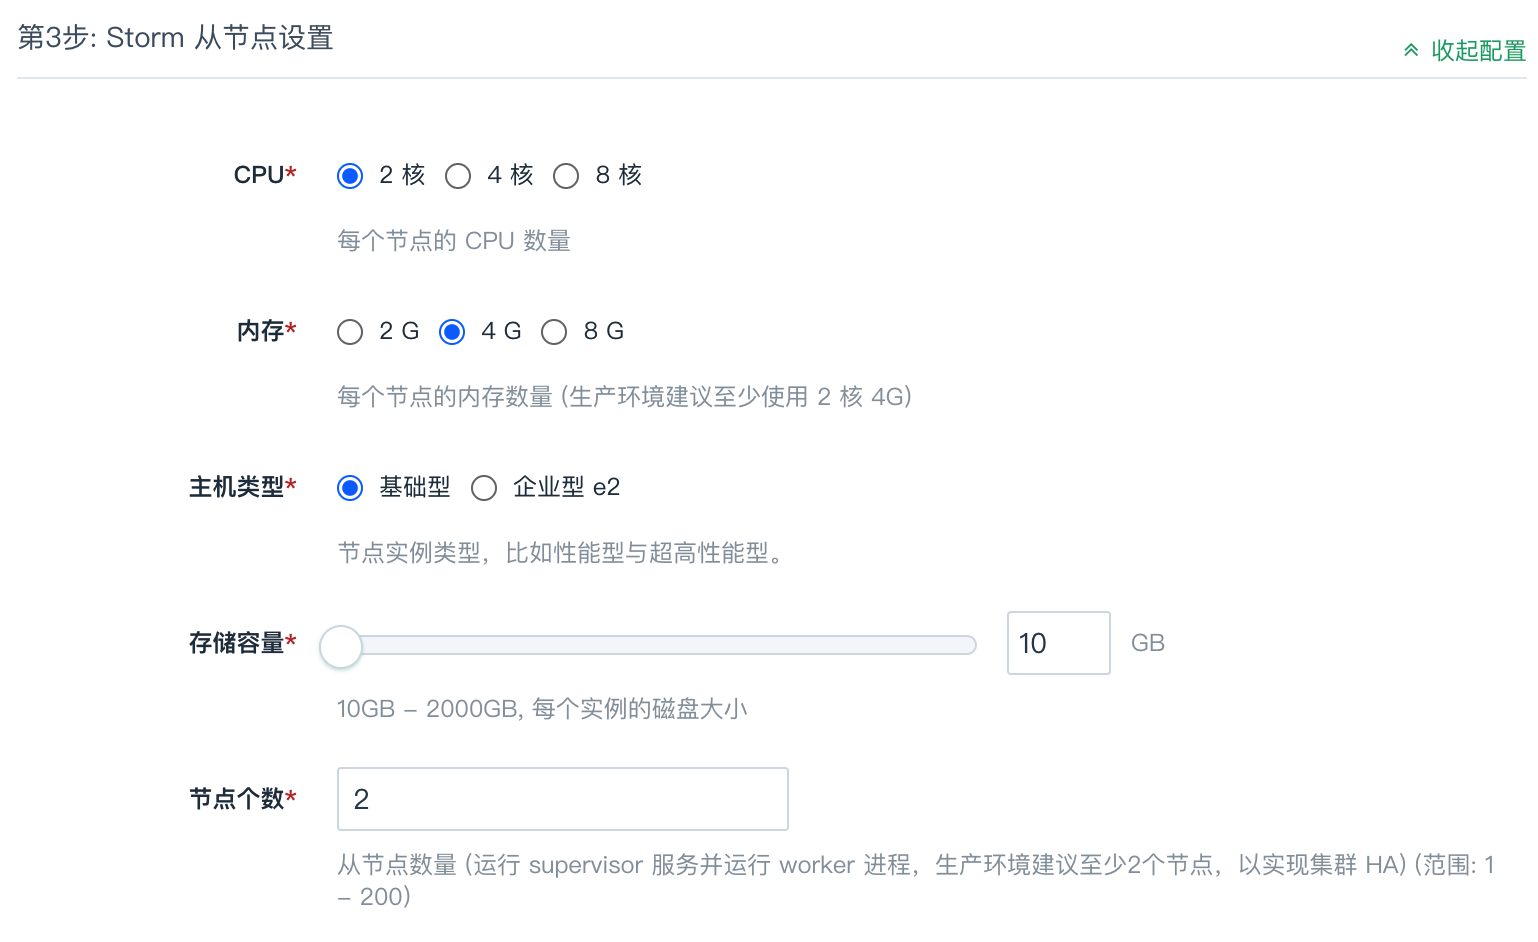 第3步: Storm 从节点设置
收起配置
CPU* 2 核 4 核 8 核
每个节点的 CPU 数量
内存* 2 G 4 G 8 G
每个节点的内存数量 (生产环境建议至少使用 2 核 4G)
主机类型* 基础型 企业型 e2
节点实例类型，比如性能型与超高性能型。
存储容量* 10 GB
10GB – 2000GB, 每个实例的磁盘大小
节点个数* 2
从节点数量 (运行 supervisor 服务并运行 worker 进程，生产环境建议至少2个节点，以实现集群 HA) (范围: 1
– 200)